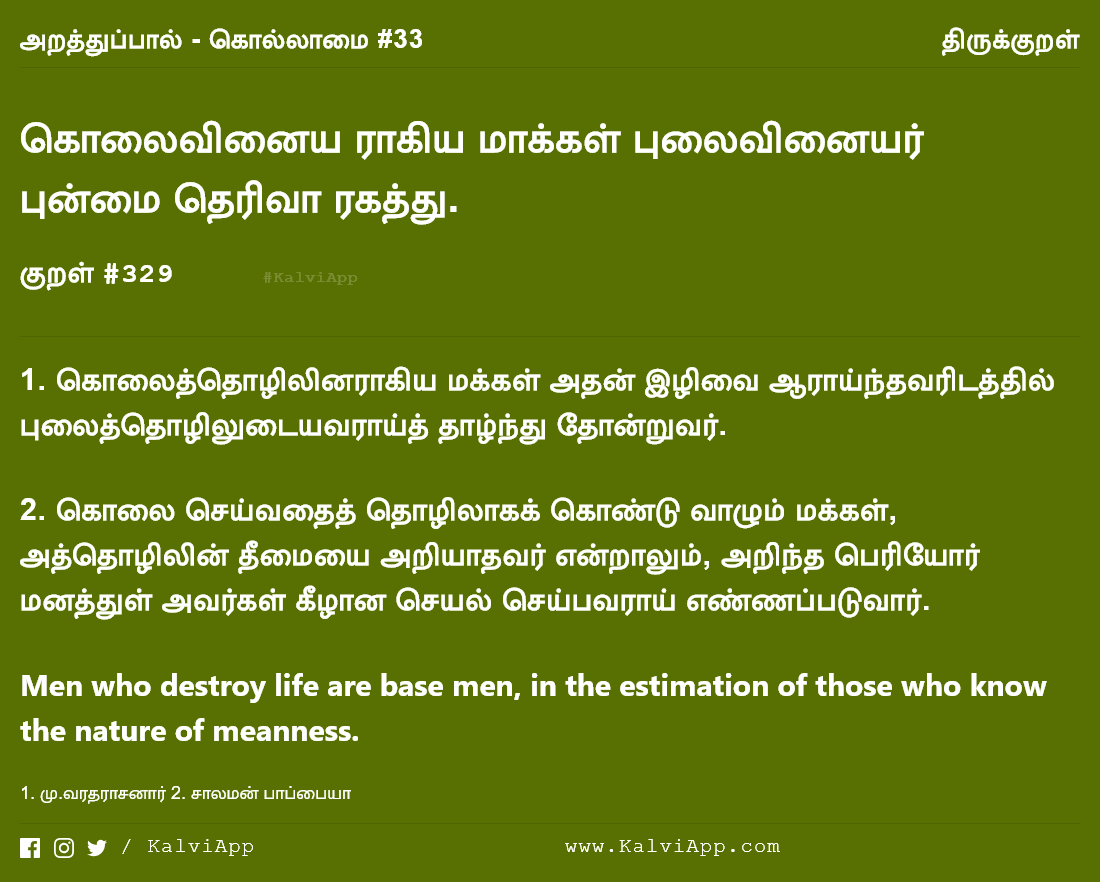 அறத்துப்பால் - கொல்லாமை #33
திருக்குறள்
கொலைவினைய ராகிய மாக்கள் புலைவினையர்
புன்மை தெரிவா ரகத்து.
குறள் #329
#KalviApp
1. கொலைத்தொழிலினராகிய மக்கள் அதன் இழிவை ஆராய்ந்தவரிடத்தில்
புலைத்தொழிலுடையவராய்த் தாழ்ந்து தோன்றுவர்.
2. கொலை செய்வதைத் தொழிலாகக் கொண்டு வாழும் மக்கள்,
அத்தொழிலின் தீமையை அறியாதவர் என்றாலும், அறிந்த பெரியோர்
மனத்துள் அவர்கள் கீழான செயல் செய்பவராய் எண்ணப்படுவார்.
Men who destroy life are base men, in the estimation of those who know
the nature of meanness.
1. மு.வரதராசனார் 2. சாலமன் பாப்பையா
/ KalviApp
www.KalviApp.com